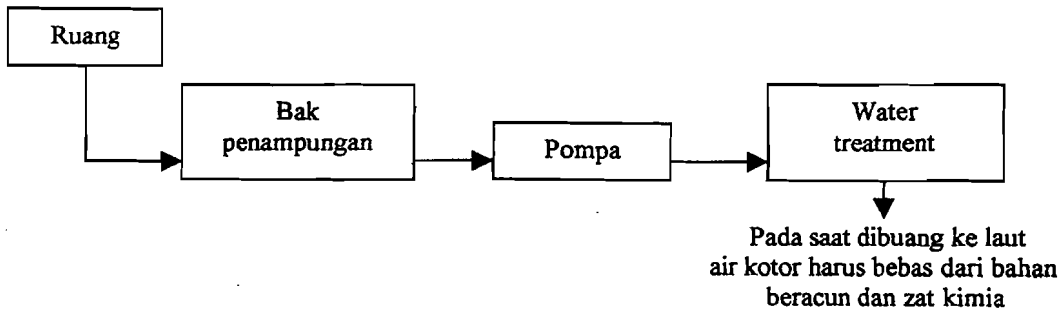 Ruang
Bak
penampungan
Pompa
Water
treatment
Pada saat dibuang ke laut
air kotor harus bebas dari bahan
beracun dan zat kimia